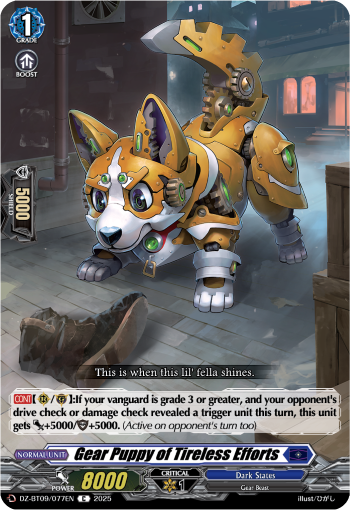 1
GRADE
BOOST
5000
SHIELD
This is when this lil' fella shines.
CONT【 / 】:If your vanguard is grade 3 or greater, and your opponent's
drive check or damage check revealed a trigger unit this turn, this unit
gets +5000/+5000. (Active on opponent's turn too)
NORMAL UNIT
Gear Puppy of Tireless Efforts
POWER 8000
CRITICAL
1
Dark States
Gear Beast
DZ-BT09/077EN C 2025
illust/ひがし